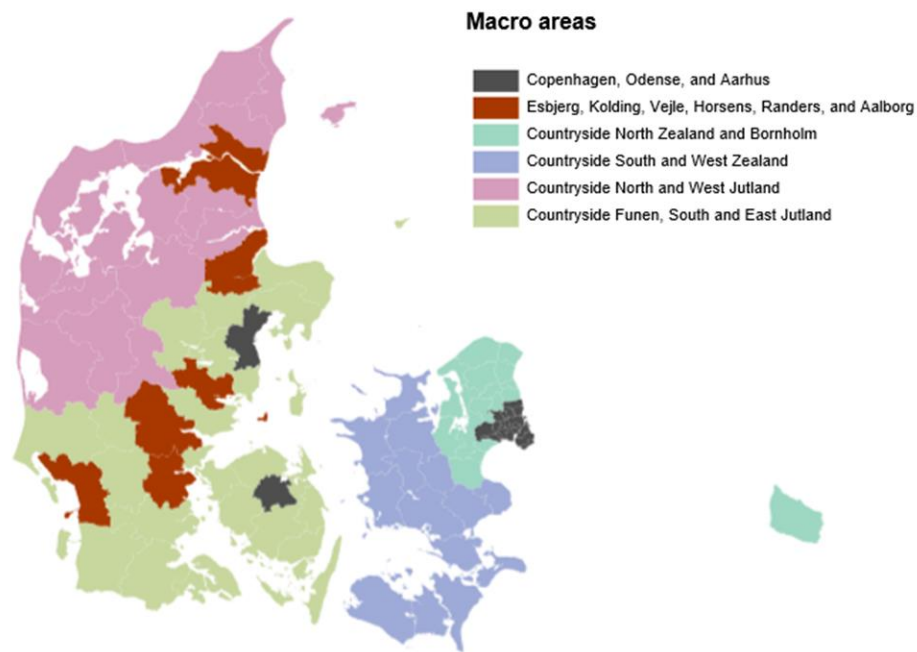 Macro areas
Copenhagen, Odense, and Aarhus
Esbjerg, Kolding, Vejle, Horsens, Randers, and Aalborg
Countryside North Zealand and Bornholm
Countryside South and West Zealand
Countryside North and West Jutland
Countryside Funen, South and East Jutland